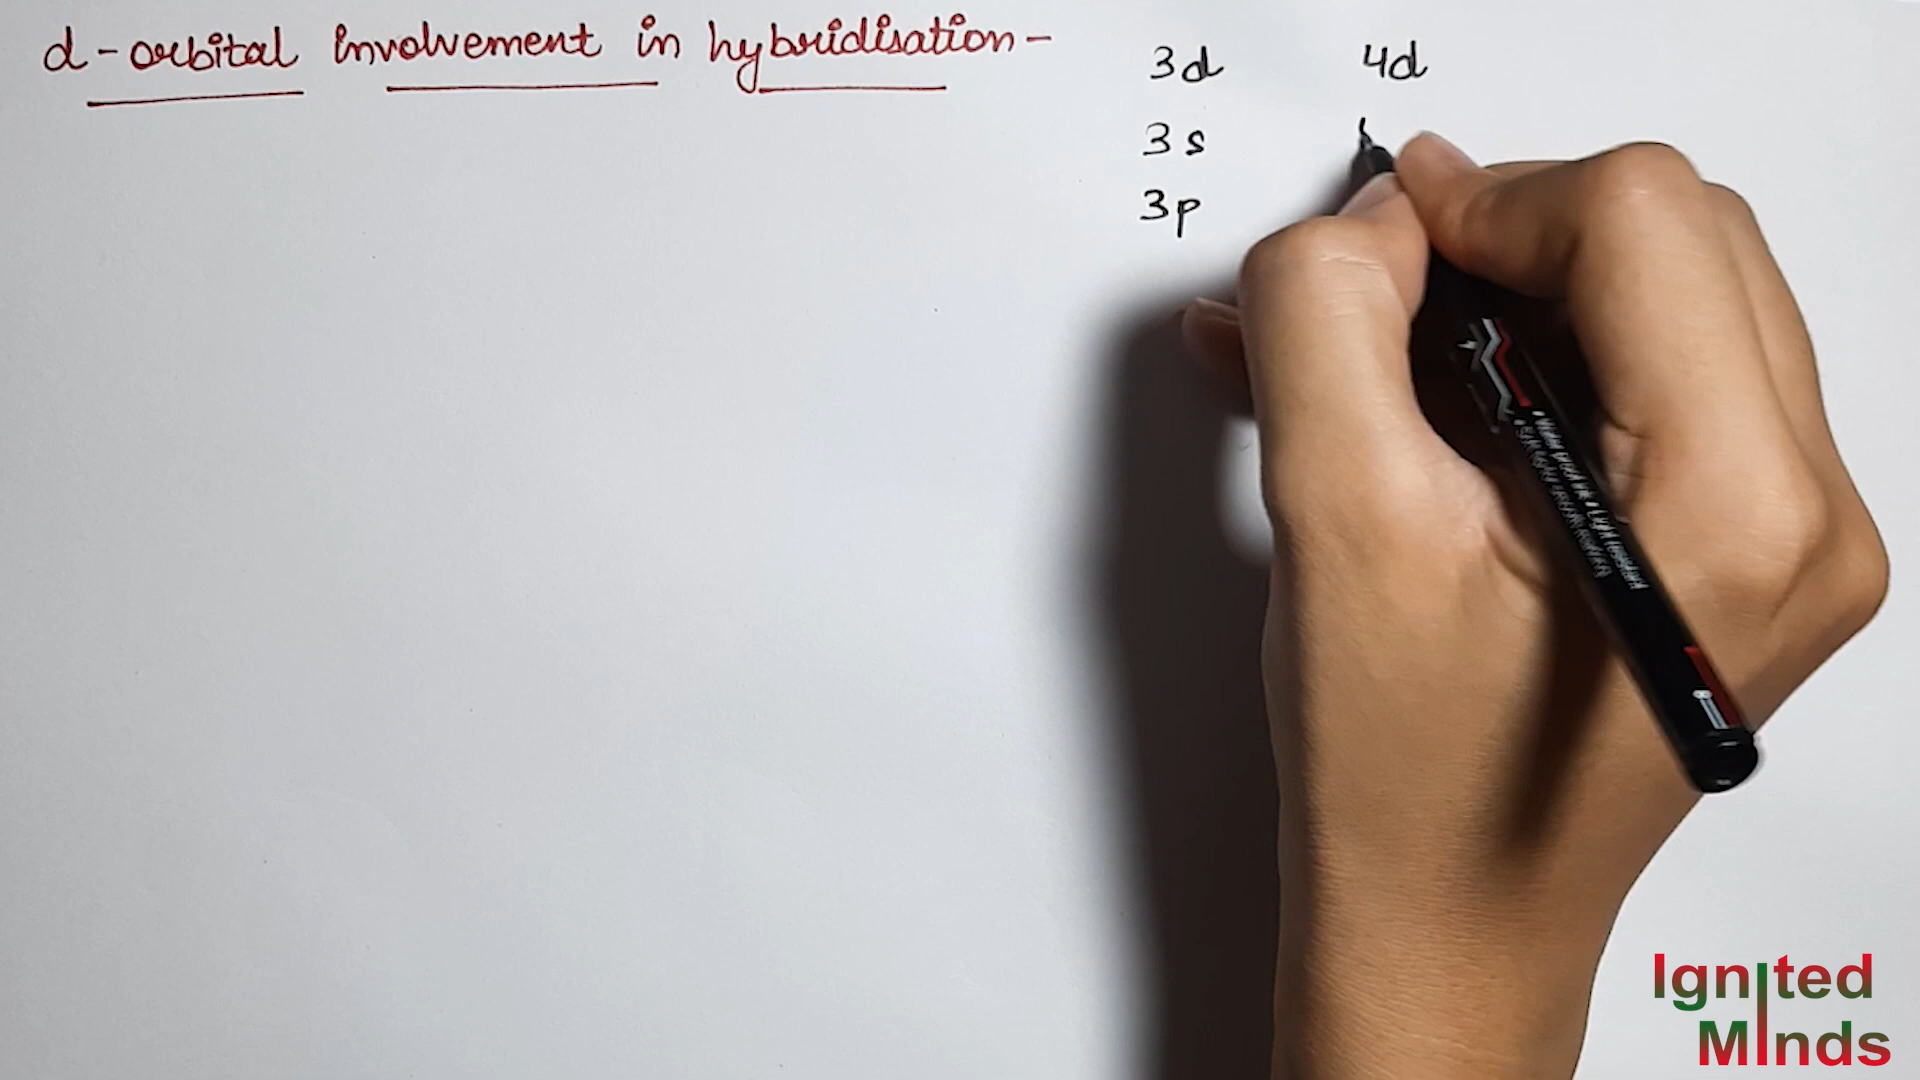 d-orbital involvement in hybridisation-
3d 4d
3s
3p
Ignited
Minds